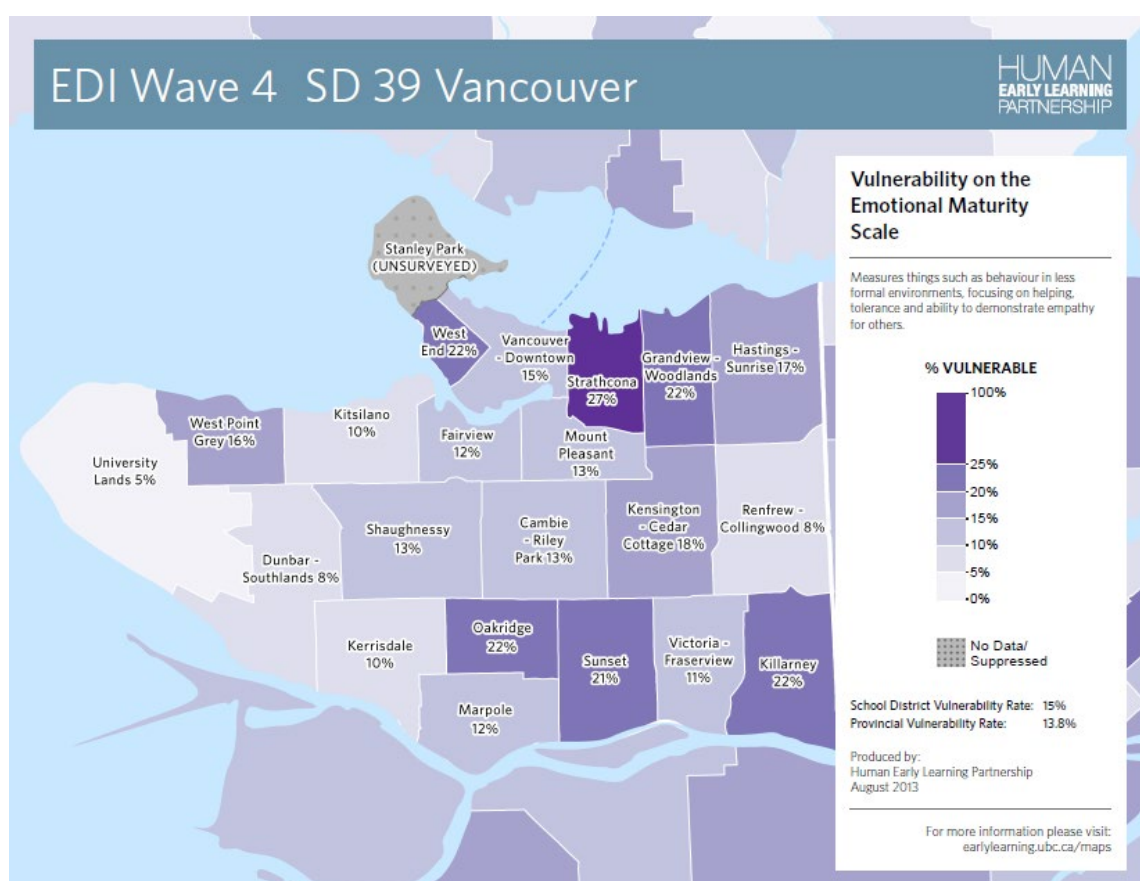 EDI Wave 4 SD 39 Vancouver
HUMAN
EARLY LEARNING
PARTNERSHIP
Vulnerability on the
Emotional Maturity
Scale
Measures things such as behaviour in less
formal environments, focusing on helping,
tolerance and ability to demonstrate empathy
for others.
% VULNERABLE
100%
25%
20%
15%
10%
5%
0%
No Data/
Suppressed
School District Vulnerability Rate: 15%
Provincial Vulnerability Rate: 13.8%
Produced by:
Human Early Learning Partnership
August 2013
For more information please visit:
earlylearning.ubc.ca/maps
Stanley Park
(UNSURVEYED)
West
End 22%
Vancouver
- Downtown
15%
Strathcona
27%
Grandview -
Woodlands
22%
Hastings -
Sunrise 17%
West Point
Grey 16%
Kitsilano
10%
Fairview
12%
Mount
Pleasant
13%
University
Lands 5%
Dunbar -
Southlands 8%
Shaughnessy
13%
Cambie
- Riley
Park 13%
Kensington
- Cedar
Cottage 18%
Renfrew -
Collingwood 8%
Kerrisdale
10%
Oakridge
22%
Sunset
21%
Victoria -
Fraserview
11%
Killarney
22%
Marpole
12%